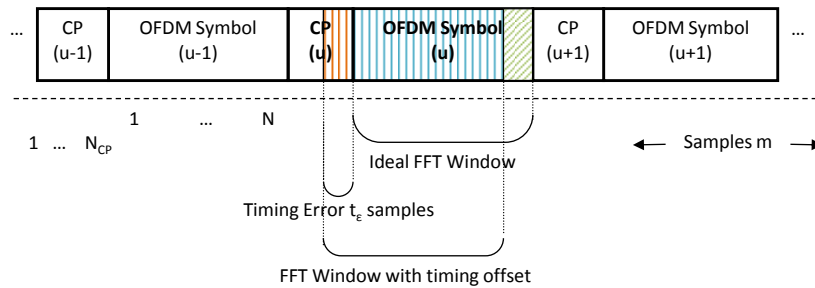 ... CP OFDM Symbol CP OFDM Symbol CP OFDM Symbol ...
(u-1) (u-1) (u) (u) (u+1) (u+1)
1 ... N
1 ... N_CP
Ideal FFT Window
Samples m
Timing Error t_ε samples
FFT Window with timing offset